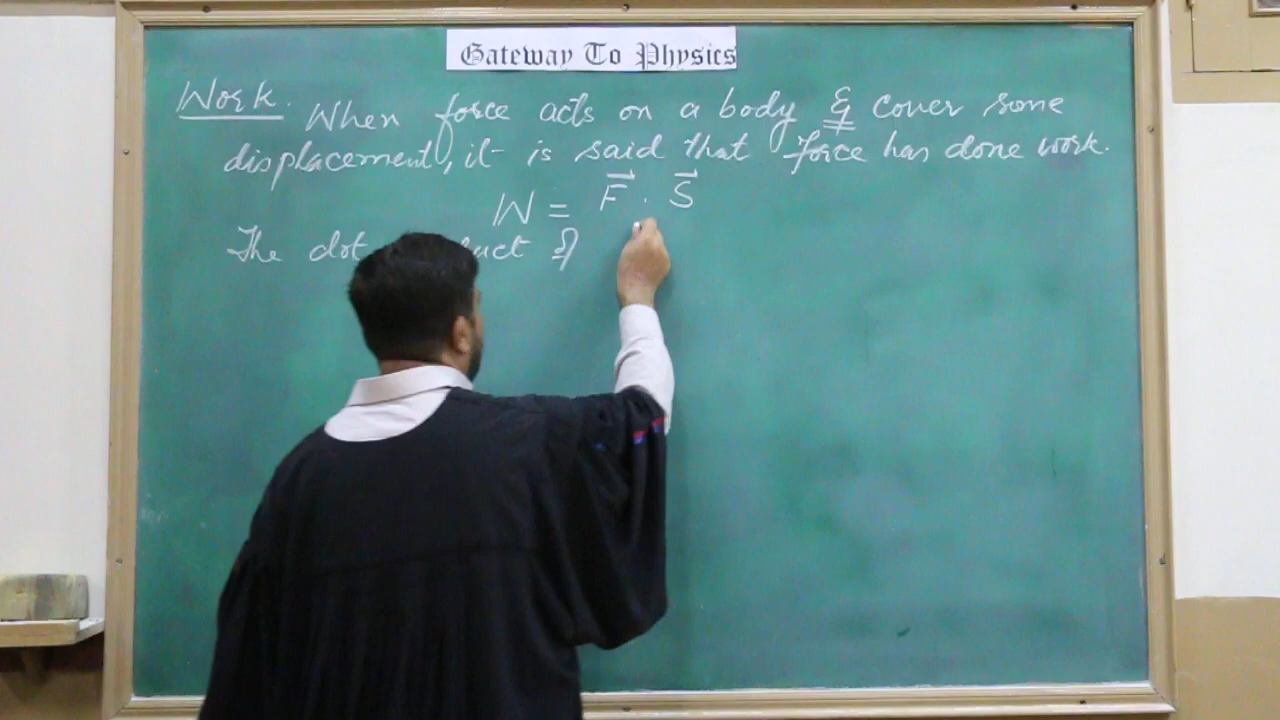 Gateway To Physics
Work. When force acts on a body & cover some
displacement, it is said that force has done work.
W = F⃗ . S⃗
The dot of